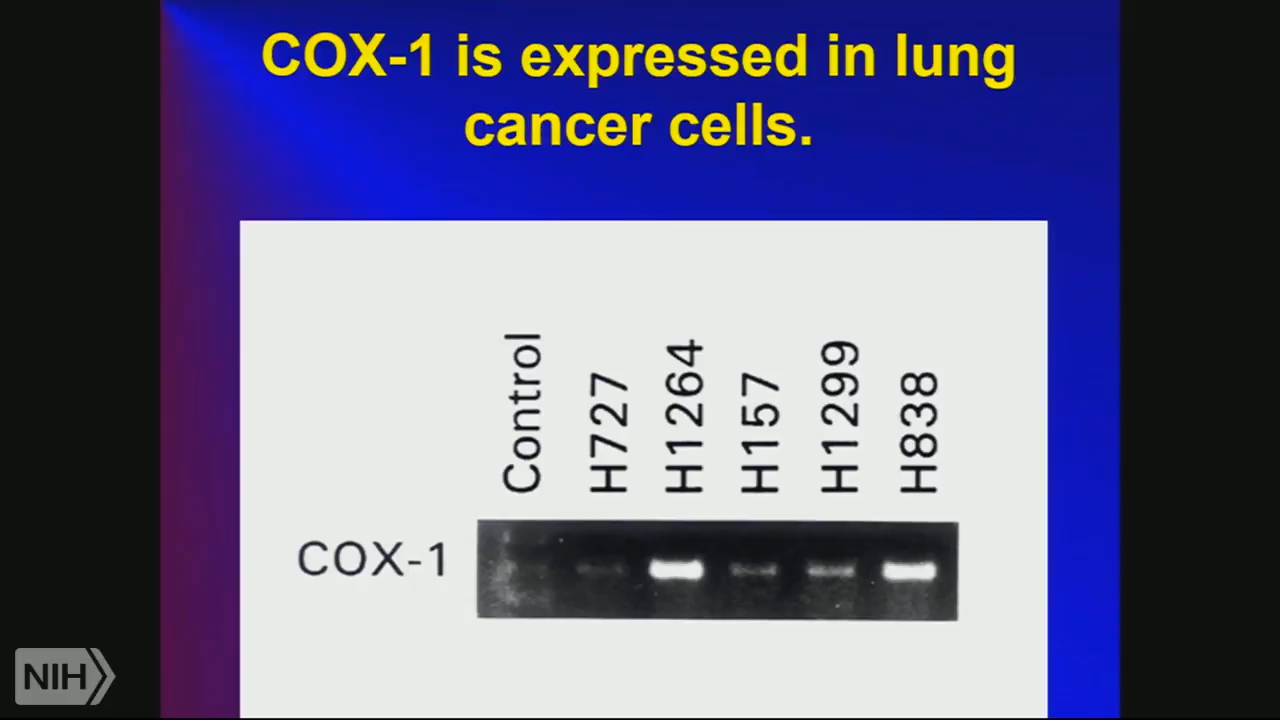 COX-1 is expressed in lung
cancer cells.
Control
H727
H1264
H157
H1299
H838
COX-1
NIH